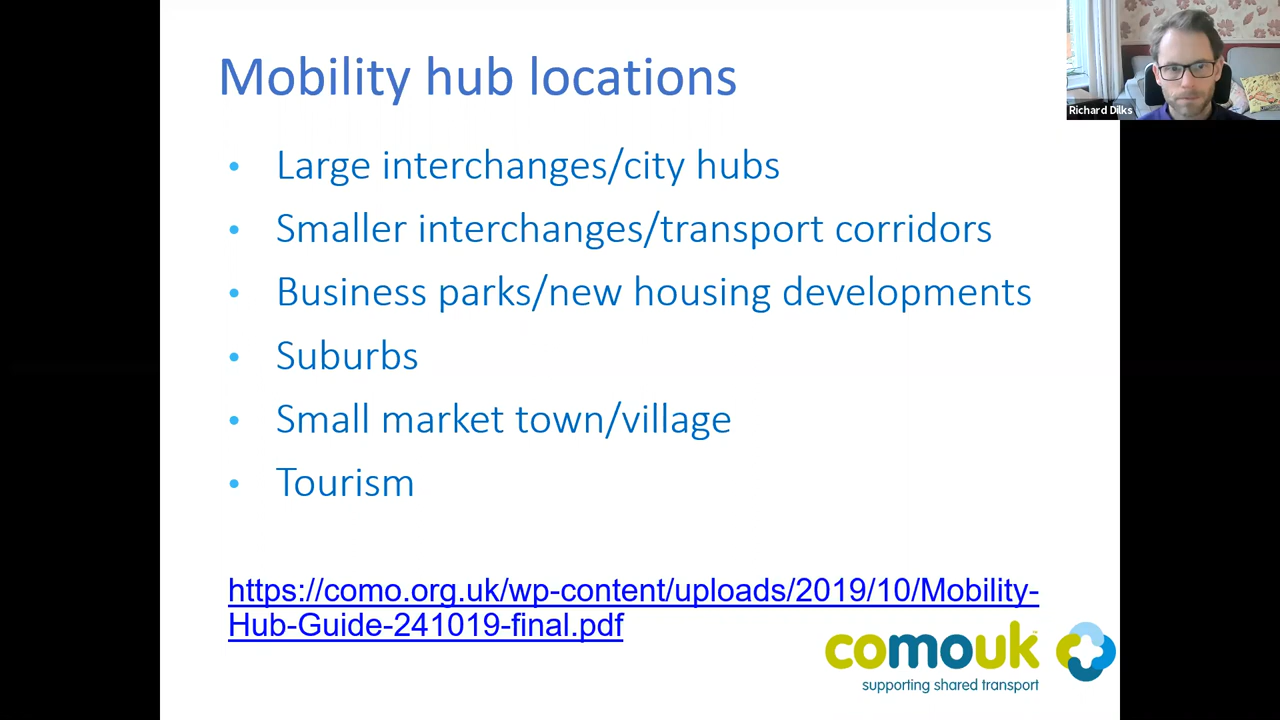 Mobility hub locations
Richard Dilks
• Large interchanges/city hubs
• Smaller interchanges/transport corridors
• Business parks/new housing developments
• Suburbs
• Small market town/village
• Tourism
https://como.org.uk/wp-content/uploads/2019/10/Mobility-
Hub-Guide-241019-final.pdf
comouk™
supporting shared transport